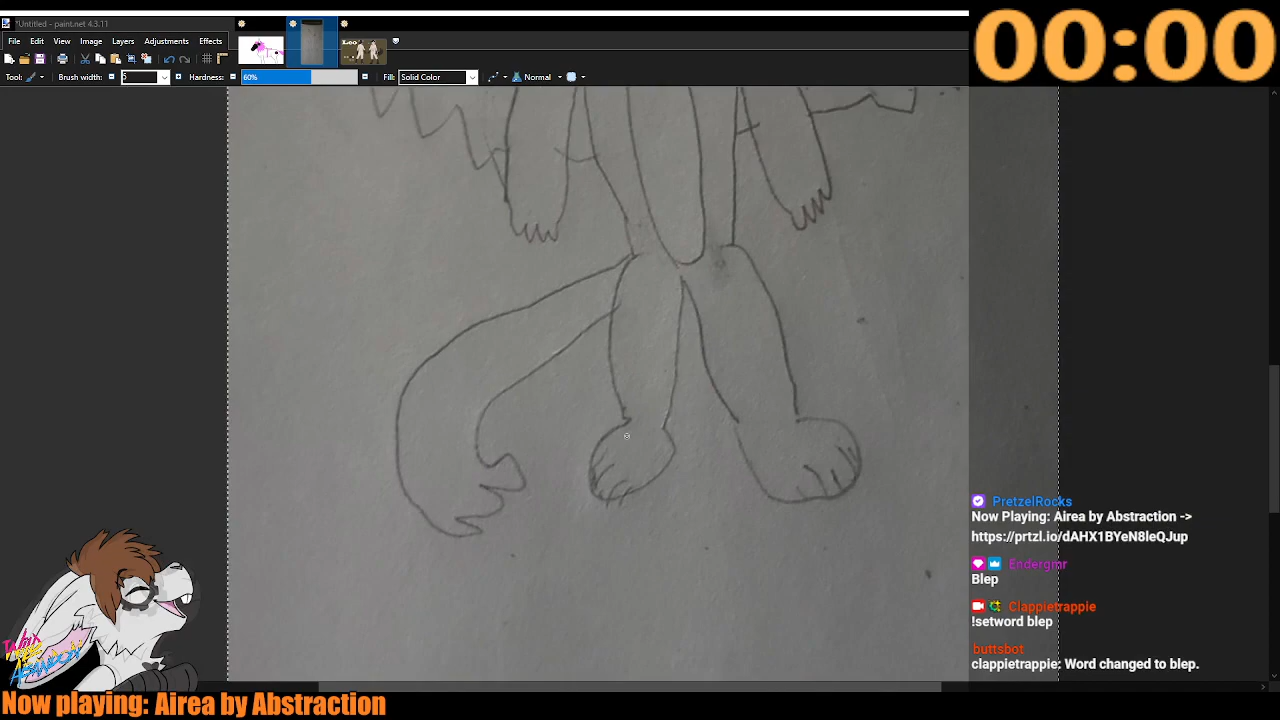 *Untitled - paint.net 4.3.11
File Edit View Image Layers Adjustments Effects
Leo
Tool: Brush width: 5 Hardness: 60% Fill: Solid Color Normal
00:00
PretzelRocks
Now Playing: Airea by Abstraction ->
https://prtzl.io/dAHX1BYeN8leQJup
Endergmr
Blep
Clappietrappie
!setword blep
buttsbot
clappietrappie: Word changed to blep.
Now playing: Airea by Abstraction